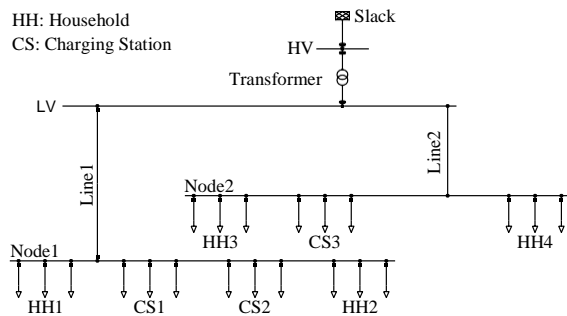 HH: Household
CS: Charging Station
Slack
HV
Transformer
LV
Line1
Line2
Node2
HH3
CS3
HH4
Node1
HH1
CS1
CS2
HH2